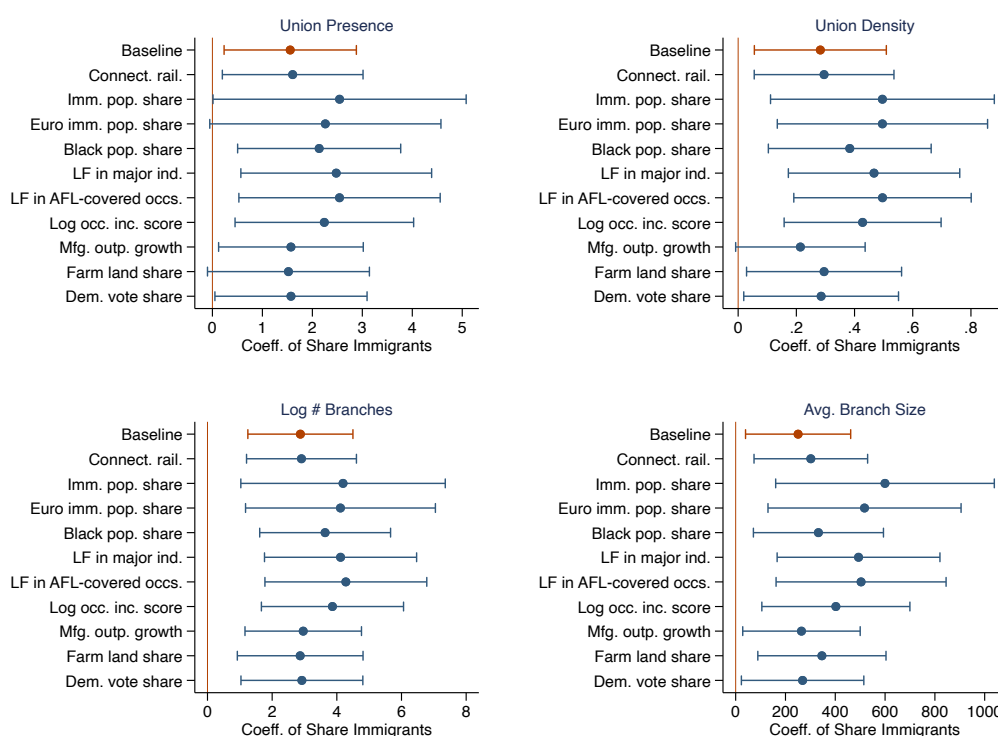 Union Presence
Baseline
Connect. rail.
Imm. pop. share
Euro imm. pop. share
Black pop. share
LF in major ind.
LF in AFL-covered occs.
Log occ. inc. score
Mfg. outp. growth
Farm land share
Dem. vote share
0 1 2 3 4 5
Coeff. of Share Immigrants
Union Density
Baseline
Connect. rail.
Imm. pop. share
Euro imm. pop. share
Black pop. share
LF in major ind.
LF in AFL-covered occs.
Log occ. inc. score
Mfg. outp. growth
Farm land share
Dem. vote share
0 .2 .4 .6 .8
Coeff. of Share Immigrants
Log # Branches
Baseline
Connect. rail.
Imm. pop. share
Euro imm. pop. share
Black pop. share
LF in major ind.
LF in AFL-covered occs.
Log occ. inc. score
Mfg. outp. growth
Farm land share
Dem. vote share
0 2 4 6 8
Coeff. of Share Immigrants
Avg. Branch Size
Baseline
Connect. rail.
Imm. pop. share
Euro imm. pop. share
Black pop. share
LF in major ind.
LF in AFL-covered occs.
Log occ. inc. score
Mfg. outp. growth
Farm land share
Dem. vote share
0 200 400 600 800 1000
Coeff. of Share Immigrants